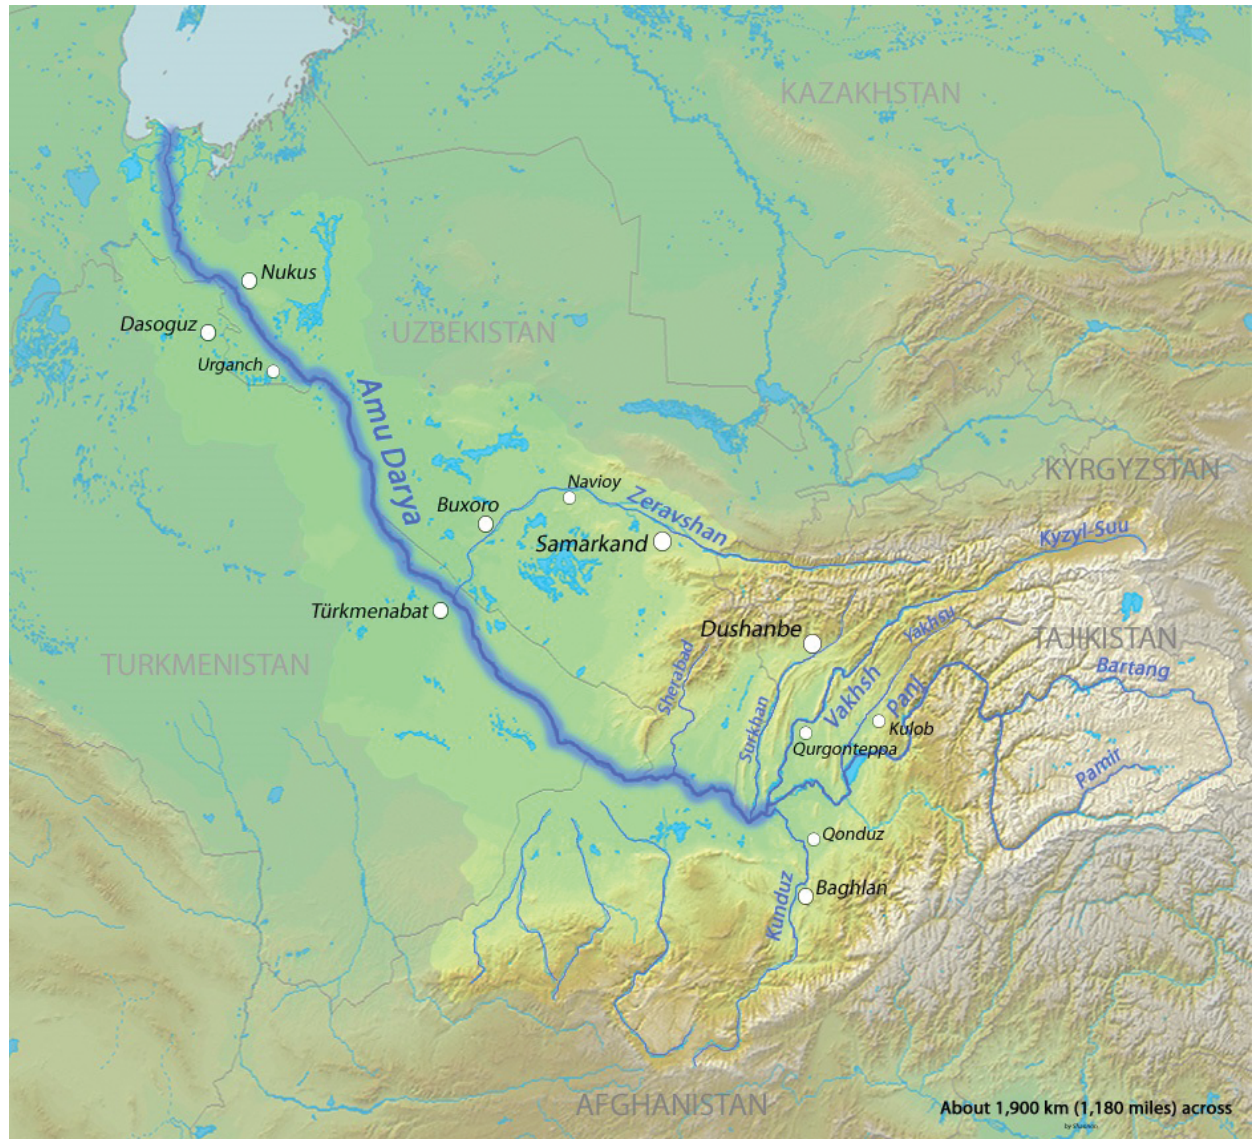 KAZAKHSTAN
Nukus
Dasoguz
UZBEKISTAN
Urganch
Amu Darya
KYRGYZSTAN
Navioy
Buxoro
Zeravshan
Samarkand
Kyzyl-Suu
Türkmenabat
Dushanbe
Yakhsu
TAJIKISTAN
TURKMENISTAN
Bartang
Sherabad
Vakhsh
Panj
Surkhan
Kulob
Qurgonteppa
Pamir
Qonduz
Kunduz
Baghlan
AFGHANISTAN
About 1,900 km (1,180 miles) across